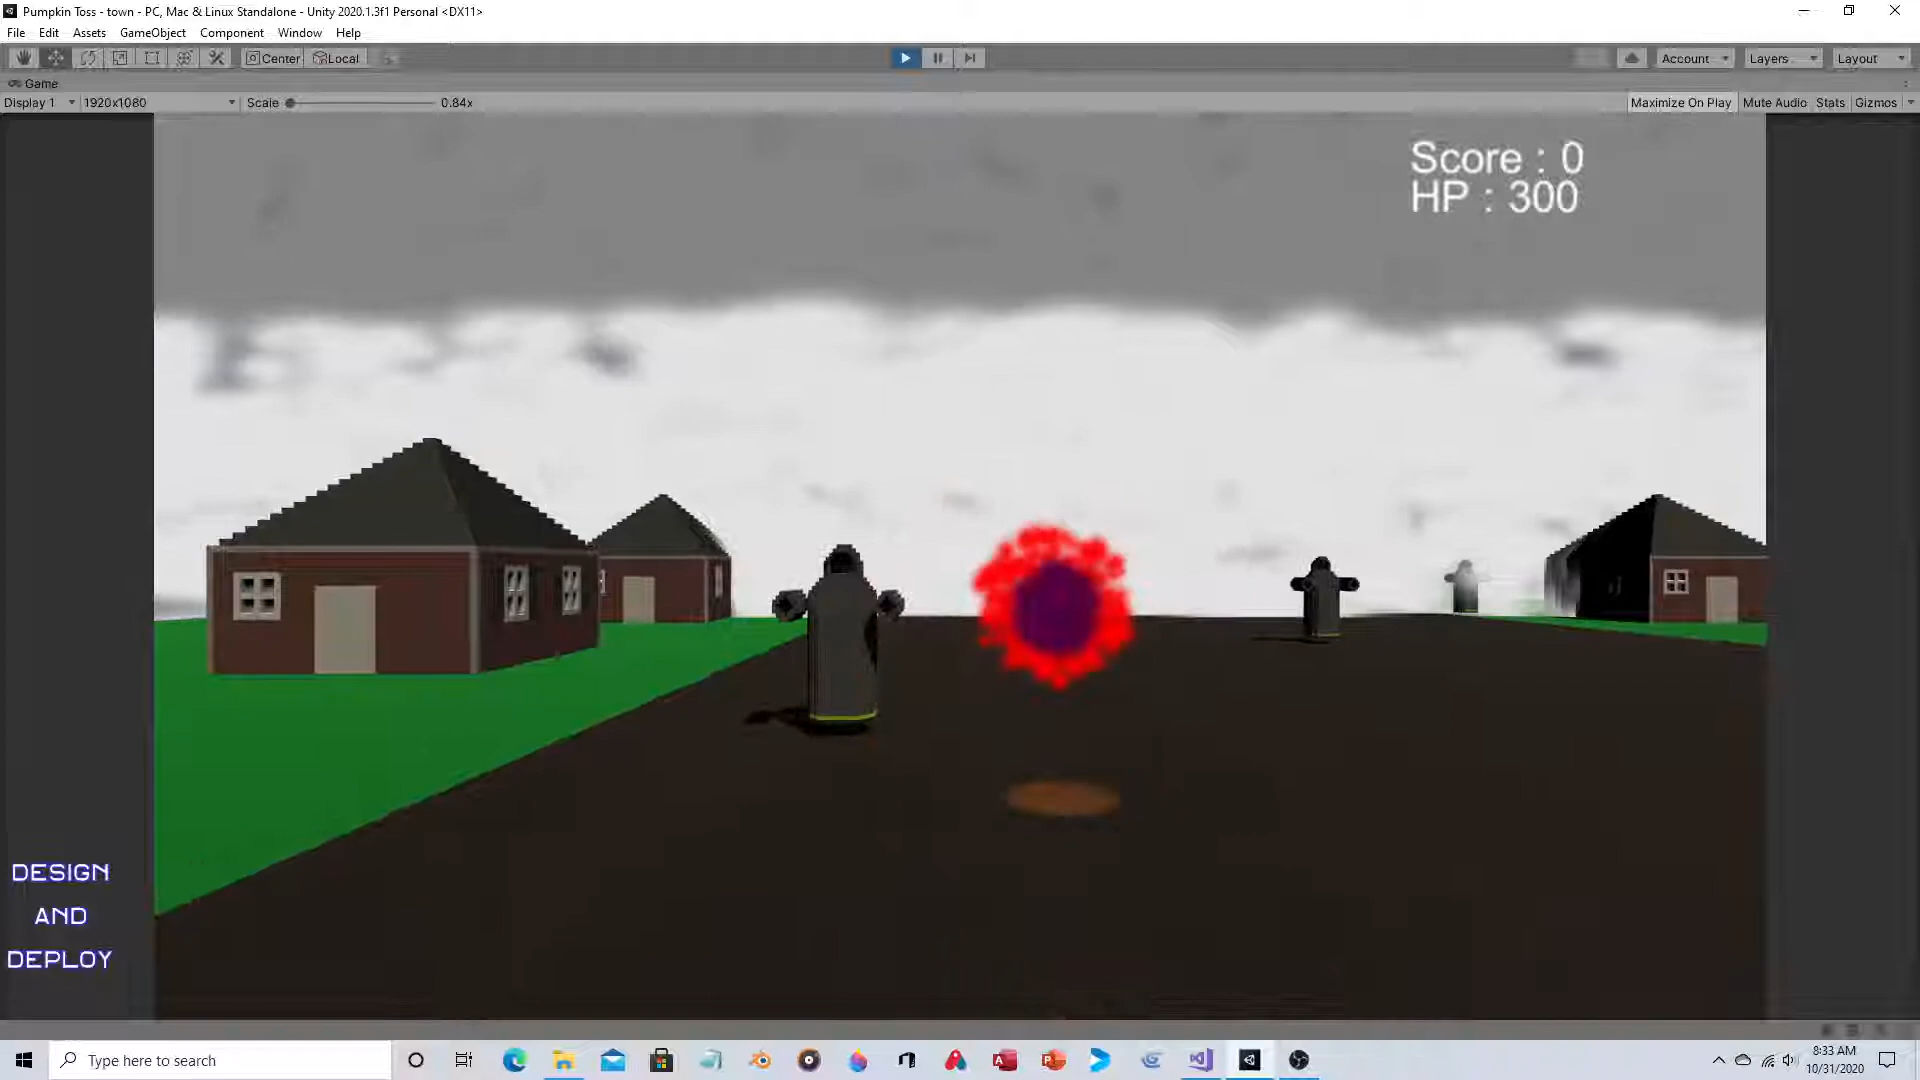 Pumpkin Toss - town - PC, Mac & Linux Standalone - Unity 2020.1.3f1 Personal <DX11>
File Edit Assets GameObject Component Window Help
Center Local Account Layers Layout
Game
Display 1 1920x1080 Scale 0.84x Maximize On Play Mute Audio Stats Gizmos
Score : 0
HP : 300
DESIGN
AND
DEPLOY
Type here to search
8:33 AM
10/31/2020